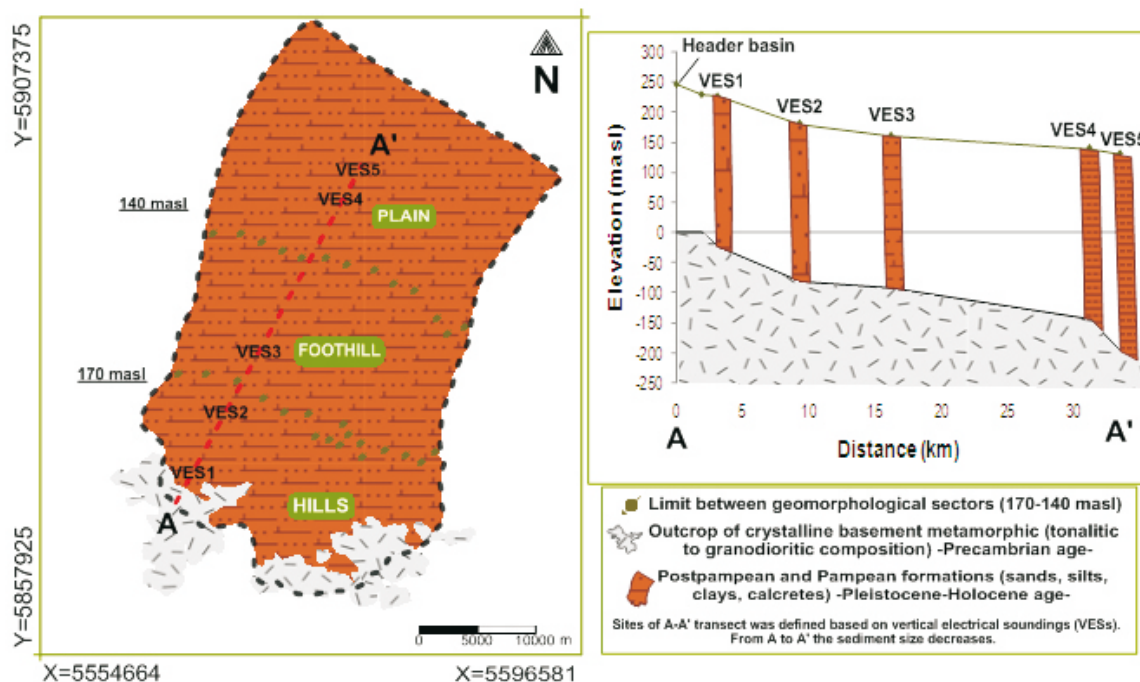 Y=5907375
Y=5857925
X=5554664
X=5596581
N
A'
VES5
VES4
140 masl
PLAIN
FOOTHILL
VES3
170 masl
VES2
VES1
A
HILLS
0
5000
10000 m
Elevation (masl)
300
250
200
150
100
50
0
-50
-100
-150
-200
-250
Header basin
VES1
VES2
VES3
VES4
VES5
0
5
10
15
20
25
30
A
A'
Distance (km)
Limit between geomorphological sectors (170-140 masl)
Outcrop of crystalline basement metamorphic (tonalitic
to granodioritic composition) -Precambrian age-
Postpampean and Pampean formations (sands, silts,
clays, calcretes) -Pleistocene-Holocene age-
Sites of A-A' transect was defined based on vertical electrical soundings (VESs).
From A to A' the sediment size decreases.